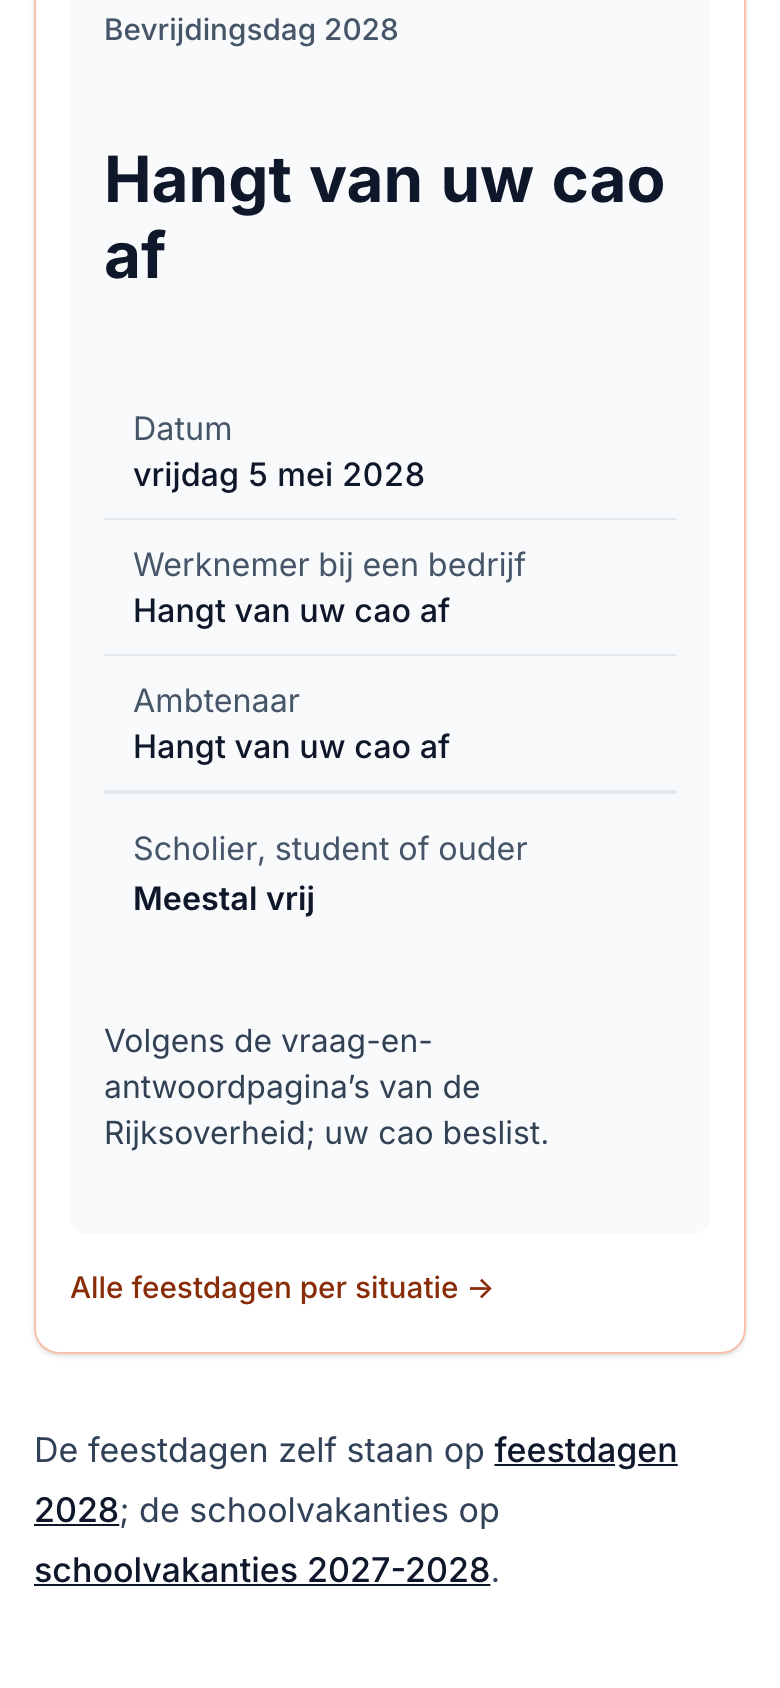 Bevrijdingsdag 2028
Hangt van uw cao
af
Datum
vrijdag 5 mei 2028
Werknemer bij een bedrijf
Hangt van uw cao af
Ambtenaar
Hangt van uw cao af
Scholier, student of ouder
Meestal vrij
Volgens de vraag-en-
antwoordpagina’s van de
Rijksoverheid; uw cao beslist.
Alle feestdagen per situatie →
De feestdagen zelf staan op feestdagen
2028; de schoolvakanties op
schoolvakanties 2027-2028.